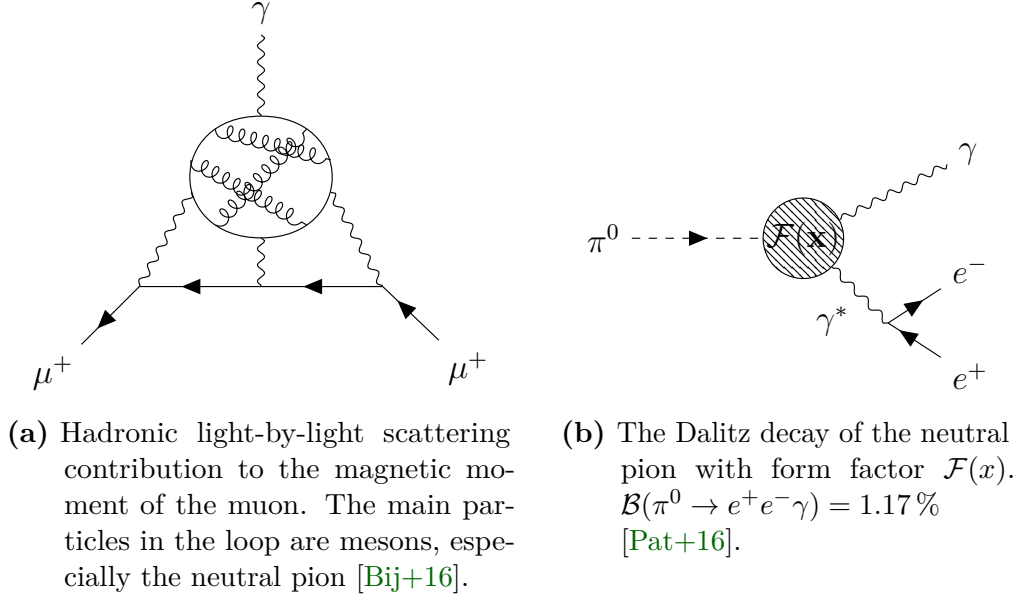 γ
μ⁺
μ⁺
(a) Hadronic light-by-light scattering
contribution to the magnetic mo-
ment of the muon. The main par-
ticles in the loop are mesons, espe-
cially the neutral pion [Bij+16].
π⁰
ℱ(x)
γ
γ*
e⁻
e⁺
(b) The Dalitz decay of the neutral
pion with form factor ℱ(x).
ℬ(π⁰ → e⁺e⁻γ) = 1.17 %
[Pat+16].